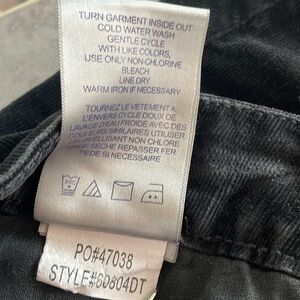 TURN GARMENT INSIDE OUT
COLD WATER WASH
GENTLE CYCLE
WITH LIKE COLORS,
USE ONLY NON-CHLORINE
BLEACH
LINE DRY
WARM IRON IF NECESSARY
TOURNEZ LE VETEMENT A
L'ENVERS CYCLE DOUX DE
LAVAGE D'EAU FROIDE AVEC DES
COULEURS SIMILAIRES UTILISER
BLANCHISSANT NON CHLORE
LIGNE SECHE REPASSER FER
TIEDE SI NECESSAIRE
PO#47038
STYLE#60804DT